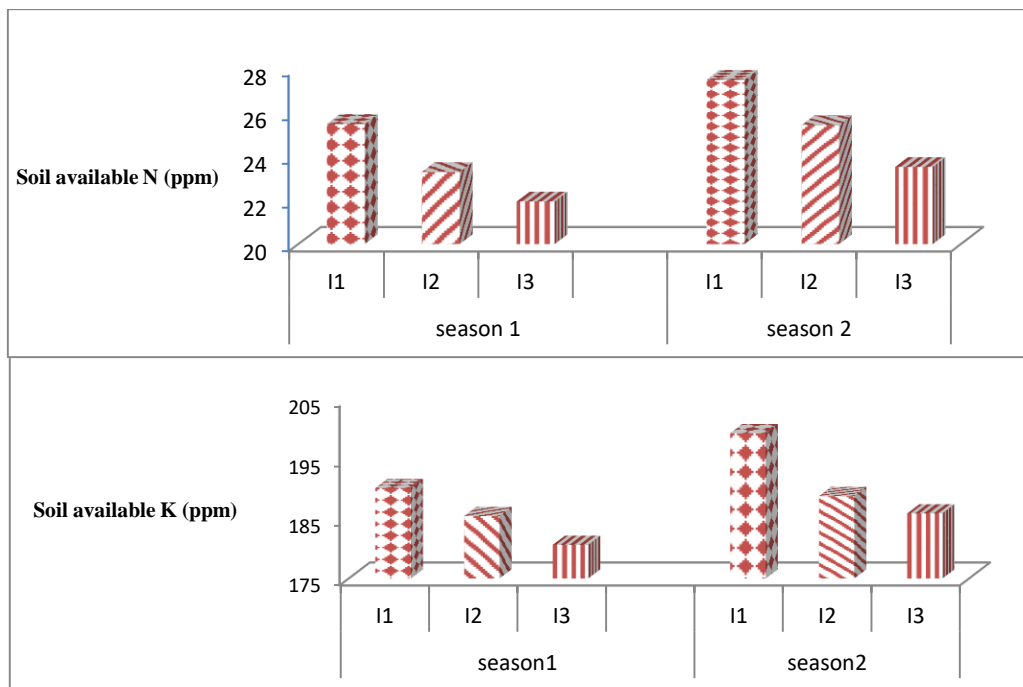 28
26
24
Soil available N (ppm)
22
20
I1 I2 I3 I1 I2 I3
season 1 season 2
205
195
Soil available K (ppm)
185
175
I1 I2 I3 I1 I2 I3
season1 season2